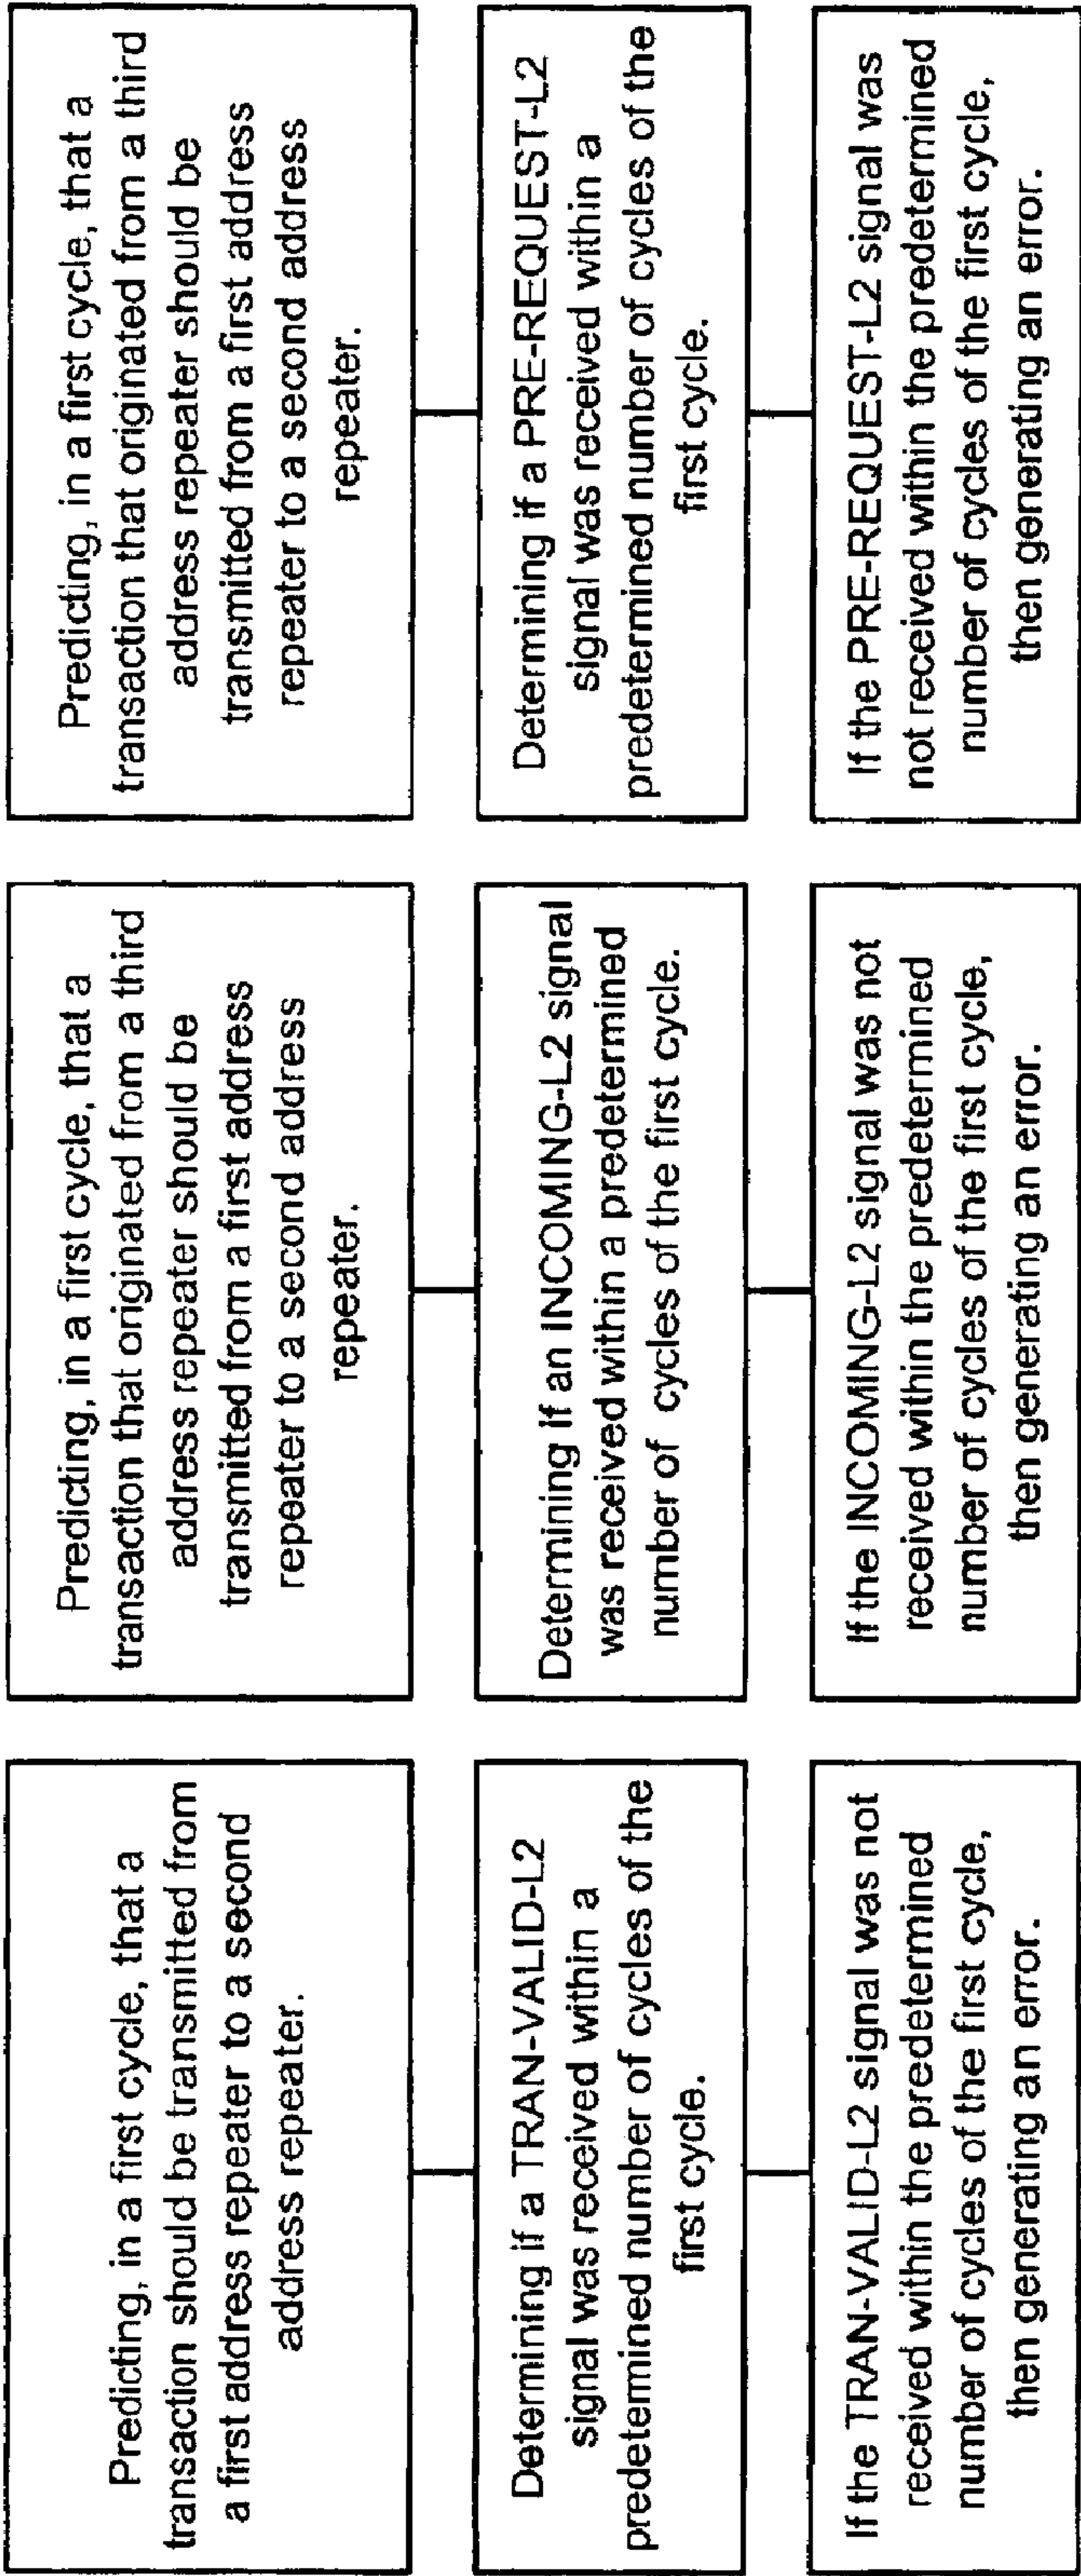 Predicting, in a first cycle, that a
transaction should be transmitted from
a first address repeater to a second
address repeater.
Determining if a TRAN-VALID-L2
signal was received within a
predetermined number of cycles of the
first cycle.
If the TRAN-VALID-L2 signal was not
received within the predetermined
number of cycles of the first cycle,
then generating an error.
Predicting, in a first cycle, that a
transaction that originated from a third
address repeater should be
transmitted from a first address
repeater to a second address
repeater.
Determining if an INCOMING-L2 signal
was received within a predetermined
number of cycles of the first cycle.
If the INCOMING-L2 signal was not
received within the predetermined
number of cycles of the first cycle,
then generating an error.
Predicting, in a first cycle, that a
transaction that originated from a third
address repeater should be
transmitted from a first address
repeater to a second address
repeater.
Determining if a PRE-REQUEST-L2
signal was received within a
predetermined number of cycles of the
first cycle.
If the PRE-REQUEST-L2 signal was
not received within the predetermined
number of cycles of the first cycle,
then generating an error.